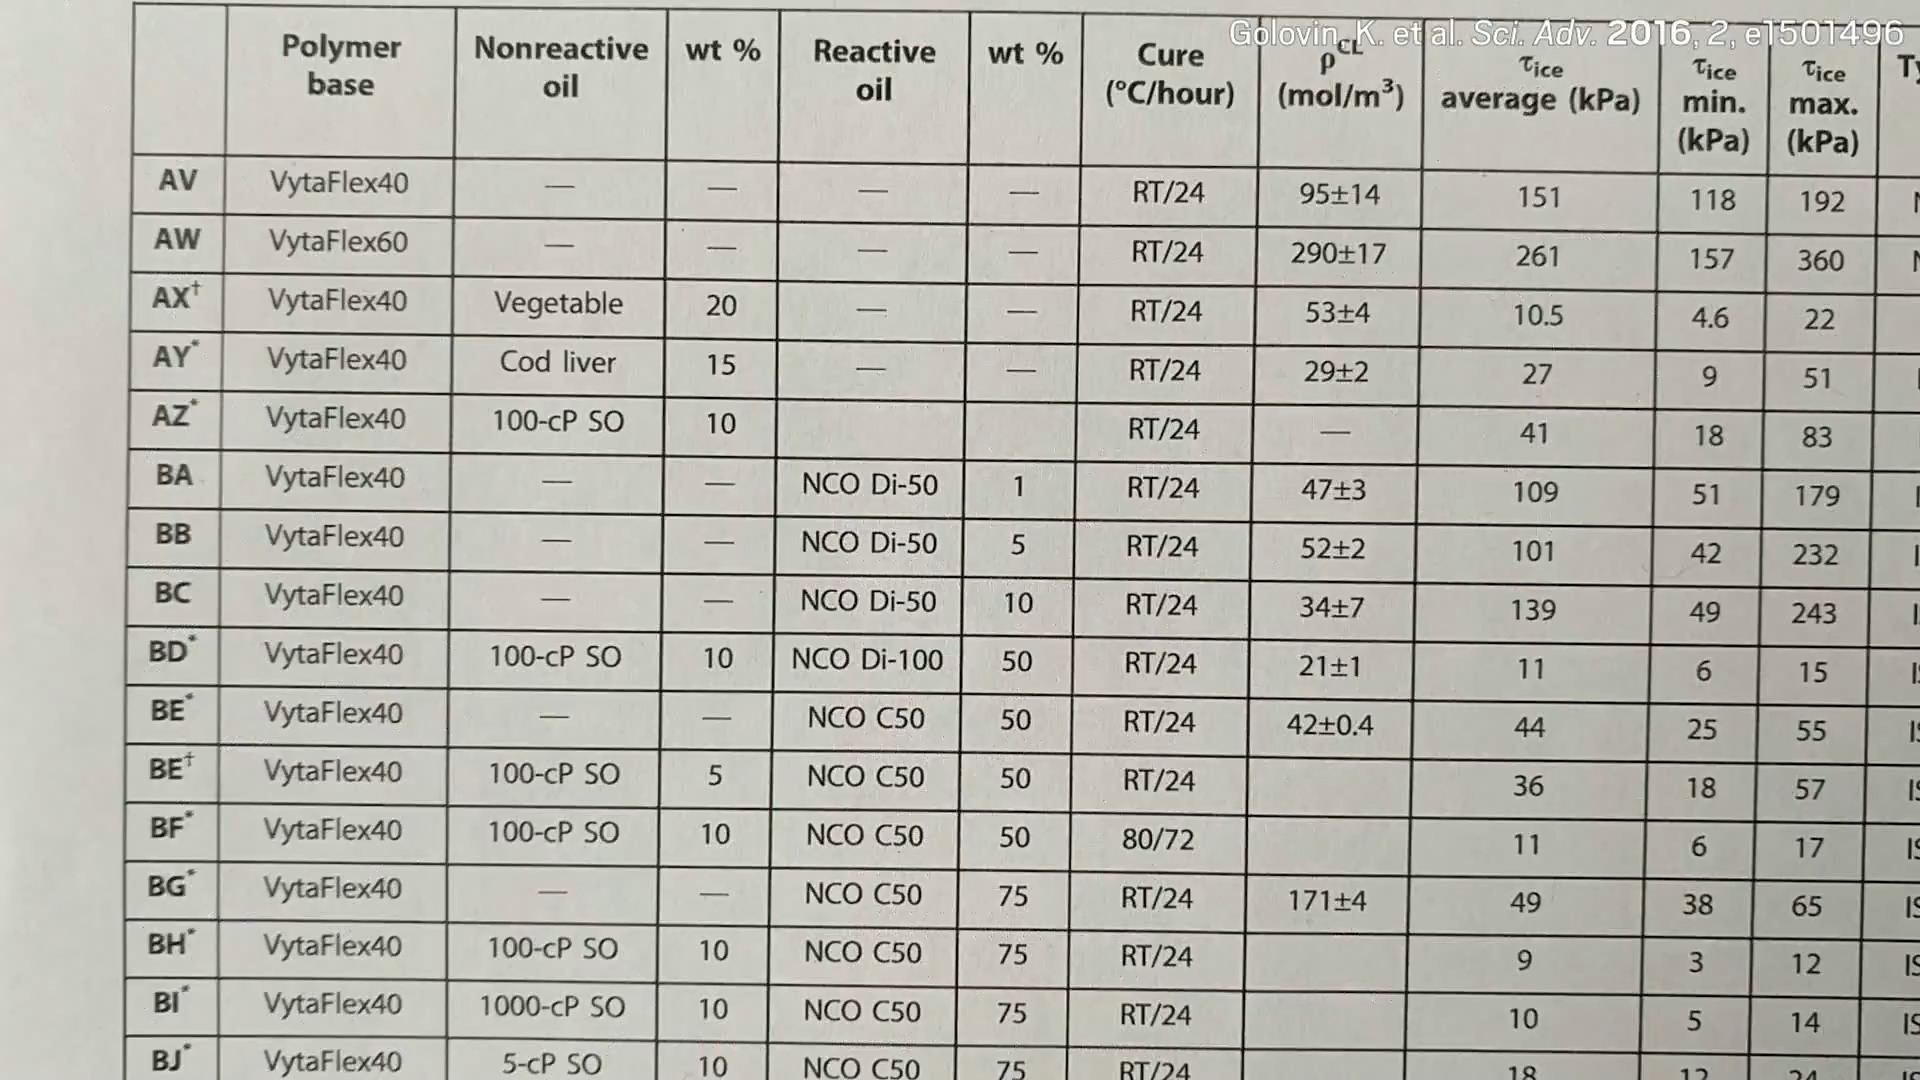 Golovin, K. et al. Sci. Adv. 2016, 2, e1501496
Polymer base Nonreactive oil wt % Reactive oil wt % Cure (°C/hour) ρCL (mol/m³) τice average (kPa) τice min. (kPa) τice max. (kPa)
AV VytaFlex40 — — — — RT/24 95±14 151 118 192
AW VytaFlex60 — — — — RT/24 290±17 261 157 360
AX† VytaFlex40 Vegetable 20 — — RT/24 53±4 10.5 4.6 22
AY* VytaFlex40 Cod liver 15 — — RT/24 29±2 27 9 51
AZ* VytaFlex40 100-cP SO 10 RT/24 — 41 18 83
BA VytaFlex40 — — NCO Di-50 1 RT/24 47±3 109 51 179
BB VytaFlex40 — — NCO Di-50 5 RT/24 52±2 101 42 232
BC VytaFlex40 — — NCO Di-50 10 RT/24 34±7 139 49 243
BD* VytaFlex40 100-cP SO 10 NCO Di-100 50 RT/24 21±1 11 6 15
BE* VytaFlex40 — — NCO C50 50 RT/24 42±0.4 44 25 55
BE† VytaFlex40 100-cP SO 5 NCO C50 50 RT/24 36 18 57
BF* VytaFlex40 100-cP SO 10 NCO C50 50 80/72 11 6 17
BG* VytaFlex40 — — NCO C50 75 RT/24 171±4 49 38 65
BH* VytaFlex40 100-cP SO 10 NCO C50 75 RT/24 9 3 12
BI* VytaFlex40 1000-cP SO 10 NCO C50 75 RT/24 10 5 14
BJ* VytaFlex40 5-cP SO 10 NCO C50 75 RT/24 18 12 24